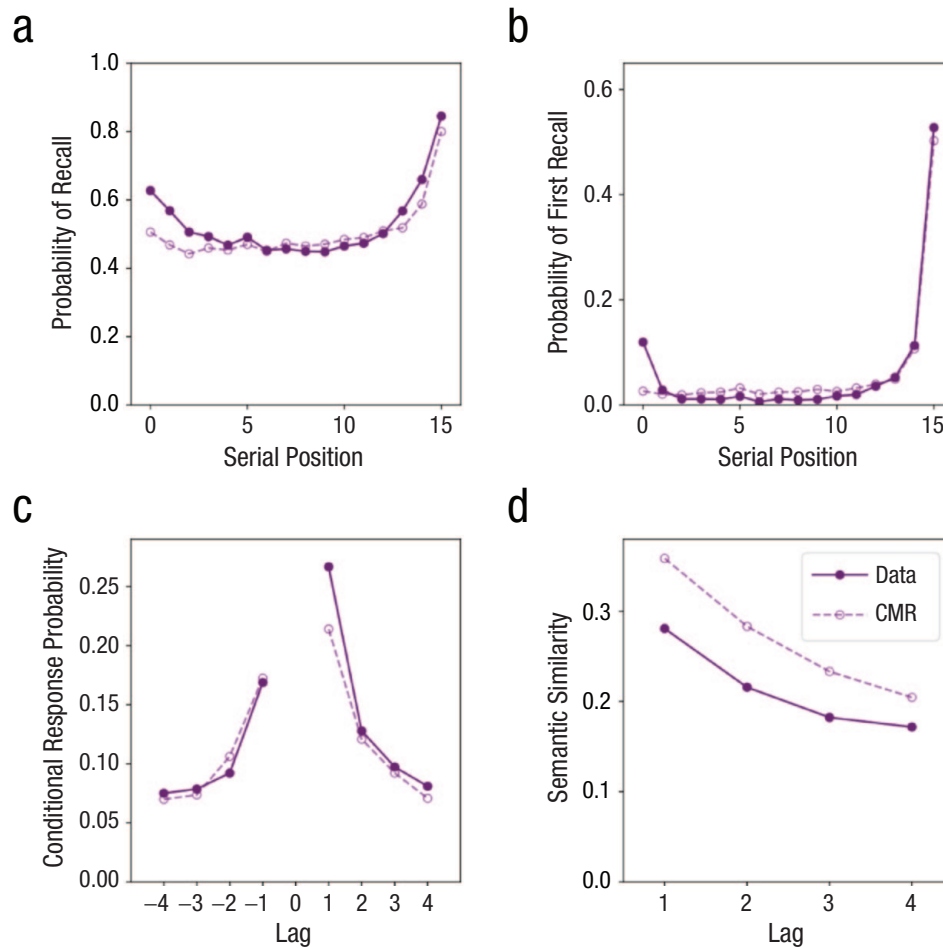 a
Probability of Recall
1.0
0.8
0.6
0.4
0.2
0.0
0 5 10 15
Serial Position
b
Probability of First Recall
0.6
0.4
0.2
0.0
0 5 10 15
Serial Position
c
Conditional Response Probability
0.25
0.20
0.15
0.10
0.05
0.00
−4 −3 −2 −1 0 1 2 3 4
Lag
d
Semantic Similarity
0.3
0.2
0.1
0.0
1 2 3 4
Lag
Data
CMR